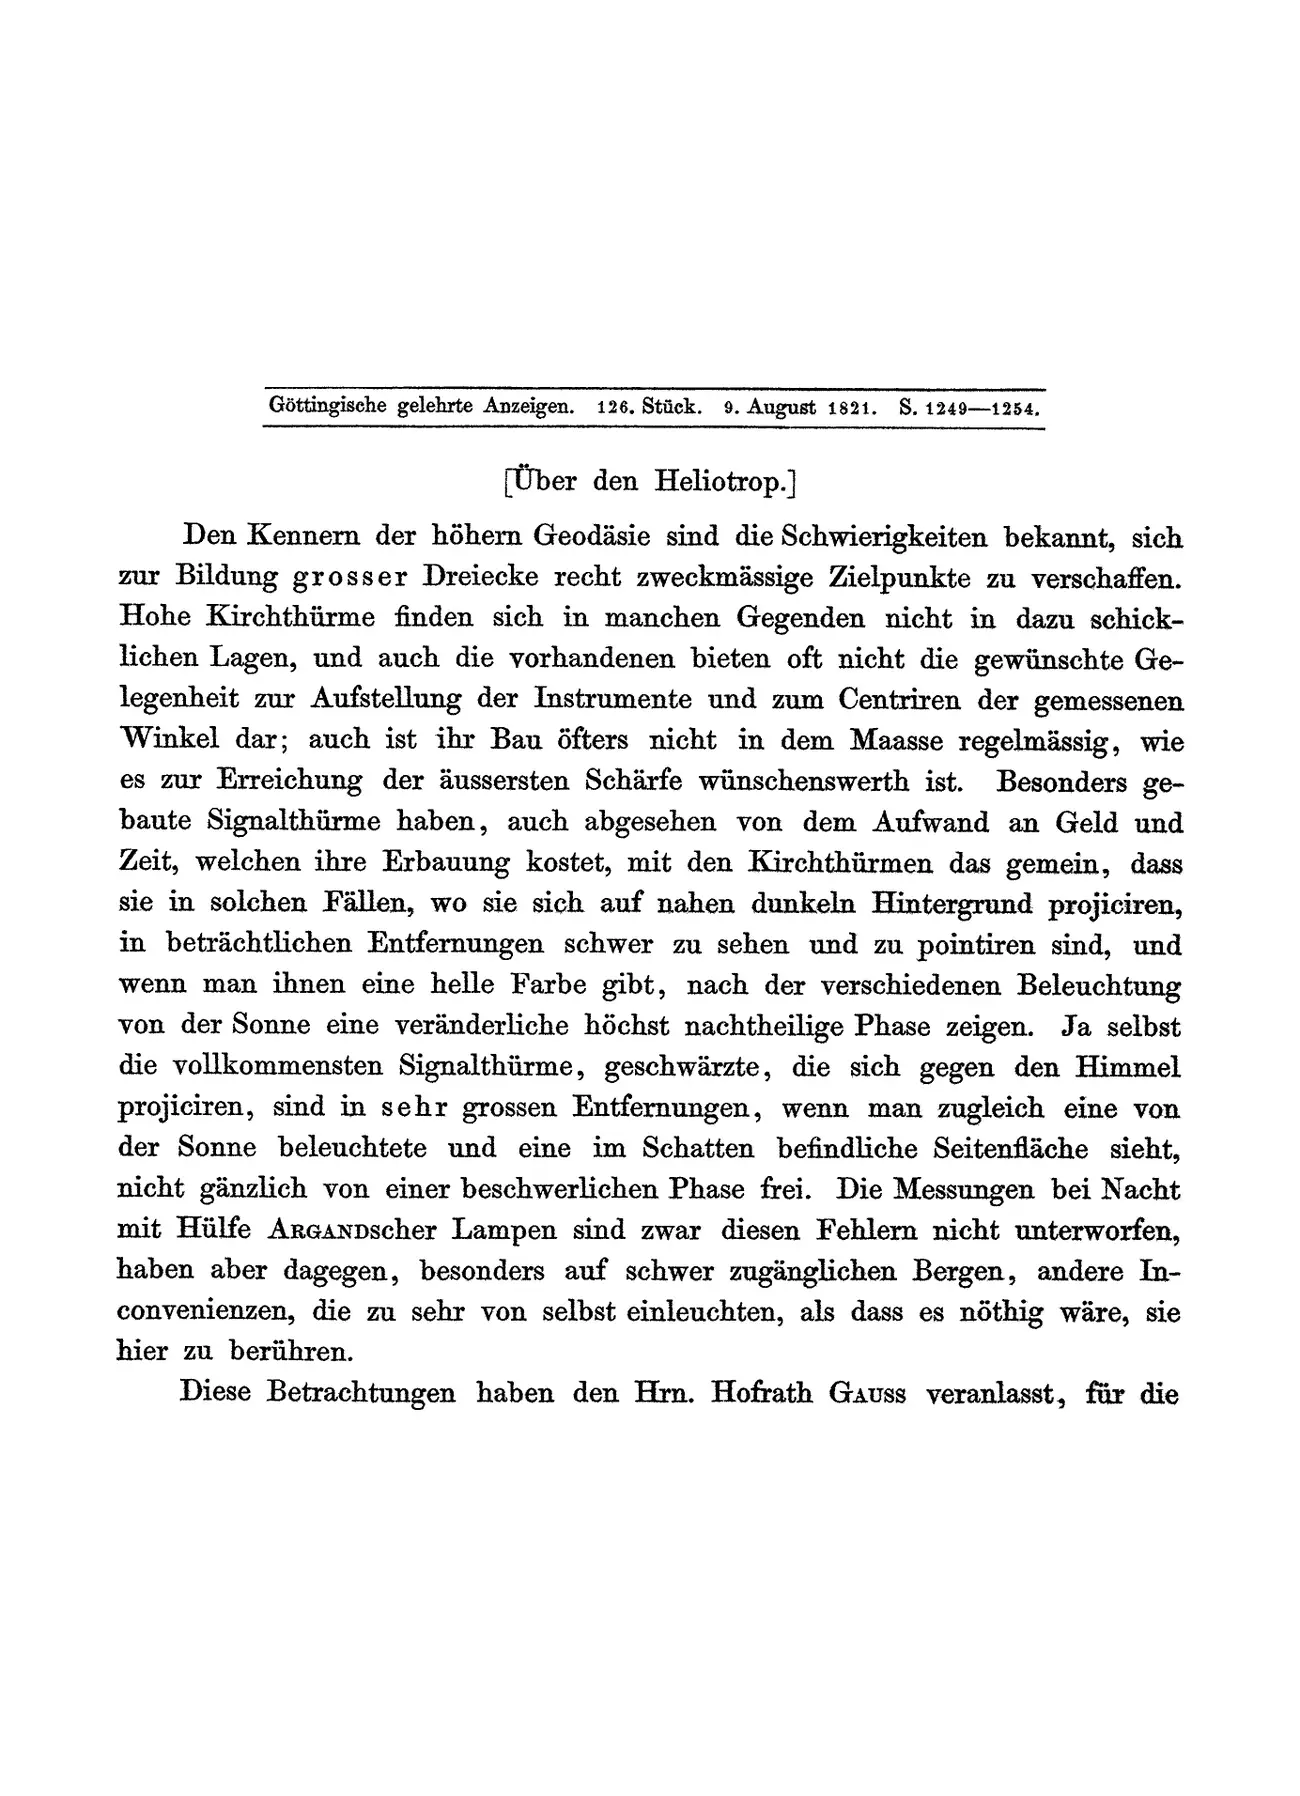 Göttingische gelehrte Anzeigen. 126. Stück. 9. August 1821. S. 1249—1254.
[Über den Heliotrop.]
Den Kennern der höhern Geodäsie sind die Schwierigkeiten bekannt, sich
zur Bildung grosser Dreiecke recht zweckmässige Zielpunkte zu verschaffen.
Hohe Kirchthürme finden sich in manchen Gegenden nicht in dazu schick-
lichen Lagen, und auch die vorhandenen bieten oft nicht die gewünschte Ge-
legenheit zur Aufstellung der Instrumente und zum Centriren der gemessenen
Winkel dar; auch ist ihr Bau öfters nicht in dem Maasse regelmässig, wie
es zur Erreichung der äussersten Schärfe wünschenswerth ist. Besonders ge-
baute Signalthürme haben, auch abgesehen von dem Aufwand an Geld und
Zeit, welchen ihre Erbauung kostet, mit den Kirchthürmen das gemein, dass
sie in solchen Fällen, wo sie sich auf nahen dunkeln Hintergrund projiciren,
in beträchtlichen Entfernungen schwer zu sehen und zu pointiren sind, und
wenn man ihnen eine helle Farbe gibt, nach der verschiedenen Beleuchtung
von der Sonne eine veränderliche höchst nachtheilige Phase zeigen. Ja selbst
die vollkommensten Signalthürme, geschwärzte, die sich gegen den Himmel
projiciren, sind in sehr grossen Entfernungen, wenn man zugleich eine von
der Sonne beleuchtete und eine im Schatten befindliche Seitenfläche sieht,
nicht gänzlich von einer beschwerlichen Phase frei. Die Messungen bei Nacht
mit Hülfe ARGANDscher Lampen sind zwar diesen Fehlern nicht unterworfen,
haben aber dagegen, besonders auf schwer zugänglichen Bergen, andere In-
convenienzen, die zu sehr von selbst einleuchten, als dass es nöthig wäre, sie
hier zu berühren.
Diese Betrachtungen haben den Hrn. Hofrath GAUSS veranlasst, für die